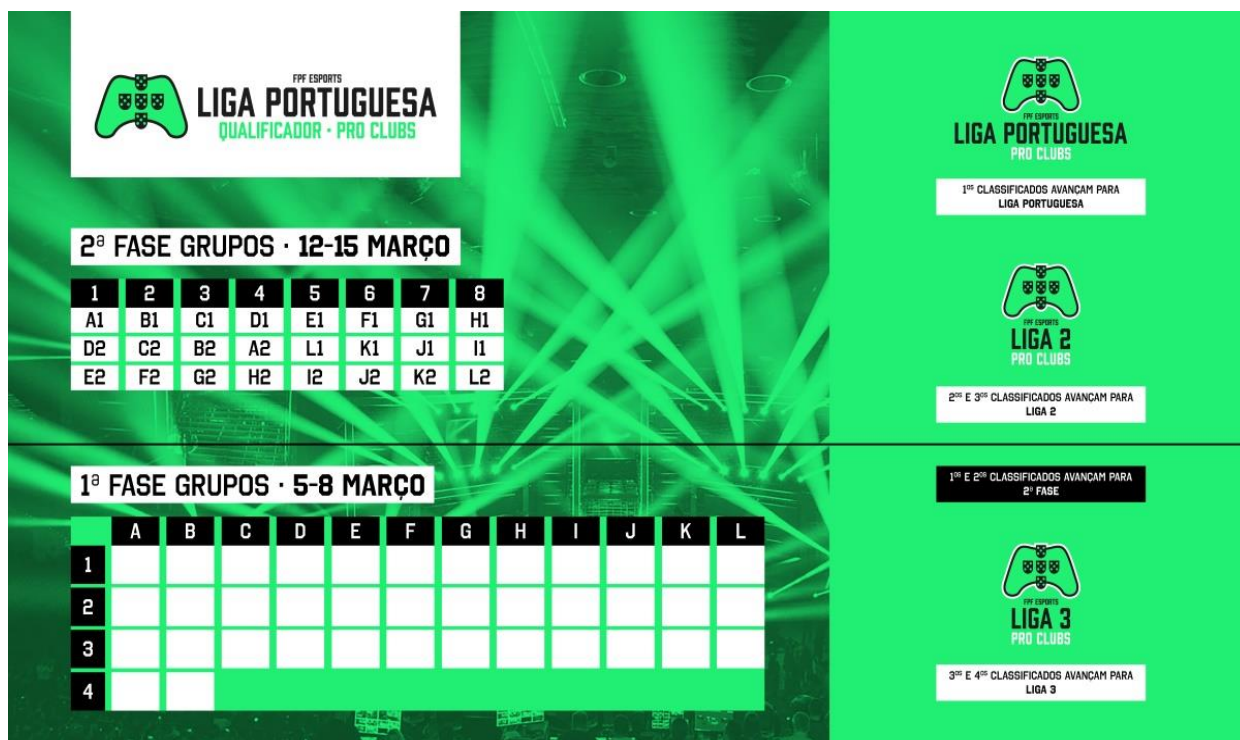 FPF ESPORTS
LIGA PORTUGUESA
QUALIFICADOR · PRO CLUBS
2ª FASE GRUPOS · 12-15 MARÇO
1 2 3 4 5 6 7 8
A1 B1 C1 D1 E1 F1 G1 H1
D2 C2 B2 A2 L1 K1 J1 I1
E2 F2 G2 H2 I2 J2 K2 L2
1ª FASE GRUPOS · 5-8 MARÇO
A B C D E F G H I J K L
1
2
3
4
FPF ESPORTS
LIGA PORTUGUESA
PRO CLUBS
1ºˢ CLASSIFICADOS AVANÇAM PARA
LIGA PORTUGUESA
FPF ESPORTS
LIGA 2
PRO CLUBS
2ºˢ E 3ºˢ CLASSIFICADOS AVANÇAM PARA
LIGA 2
1ºˢ E 2ºˢ CLASSIFICADOS AVANÇAM PARA
2ª FASE
FPF ESPORTS
LIGA 3
PRO CLUBS
3ºˢ E 4ºˢ CLASSIFICADOS AVANÇAM PARA
LIGA 3